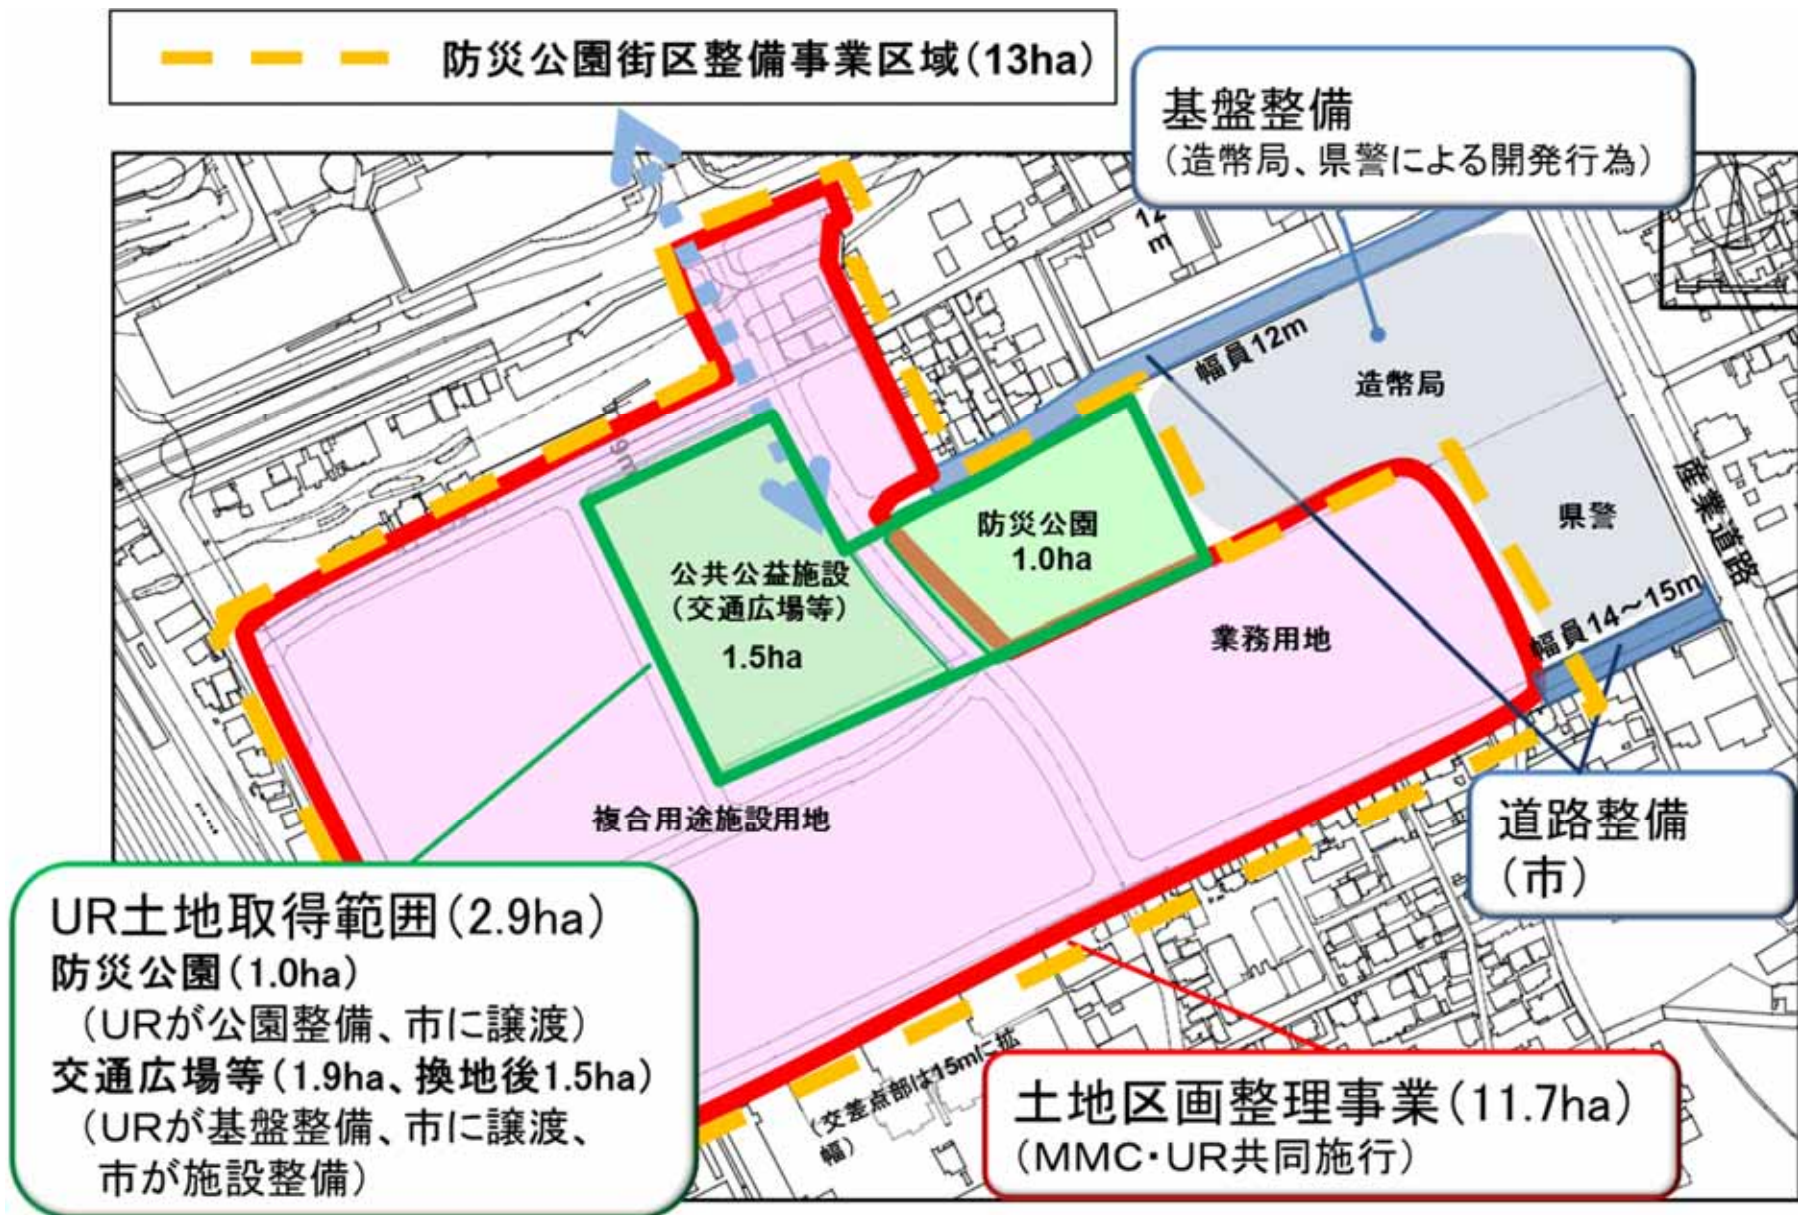 防災公園街区整備事業区域(13ha)
基盤整備
(造幣局、県警による開発行為)
12
m
幅員12m
造幣局
9m
防災公園
1.0ha
県警
産業道路
公共公益施設
(交通広場等)
1.5ha
業務用地
幅員14～15m
複合用途施設用地
道路整備
(市)
UR土地取得範囲(2.9ha)
防災公園(1.0ha)
(URが公園整備、市に譲渡)
交通広場等(1.9ha、換地後1.5ha)
(URが基盤整備、市に譲渡、
市が施設整備)
(交差点部は15mに拡
幅)
土地区画整理事業(11.7ha)
(MMC・UR共同施行)